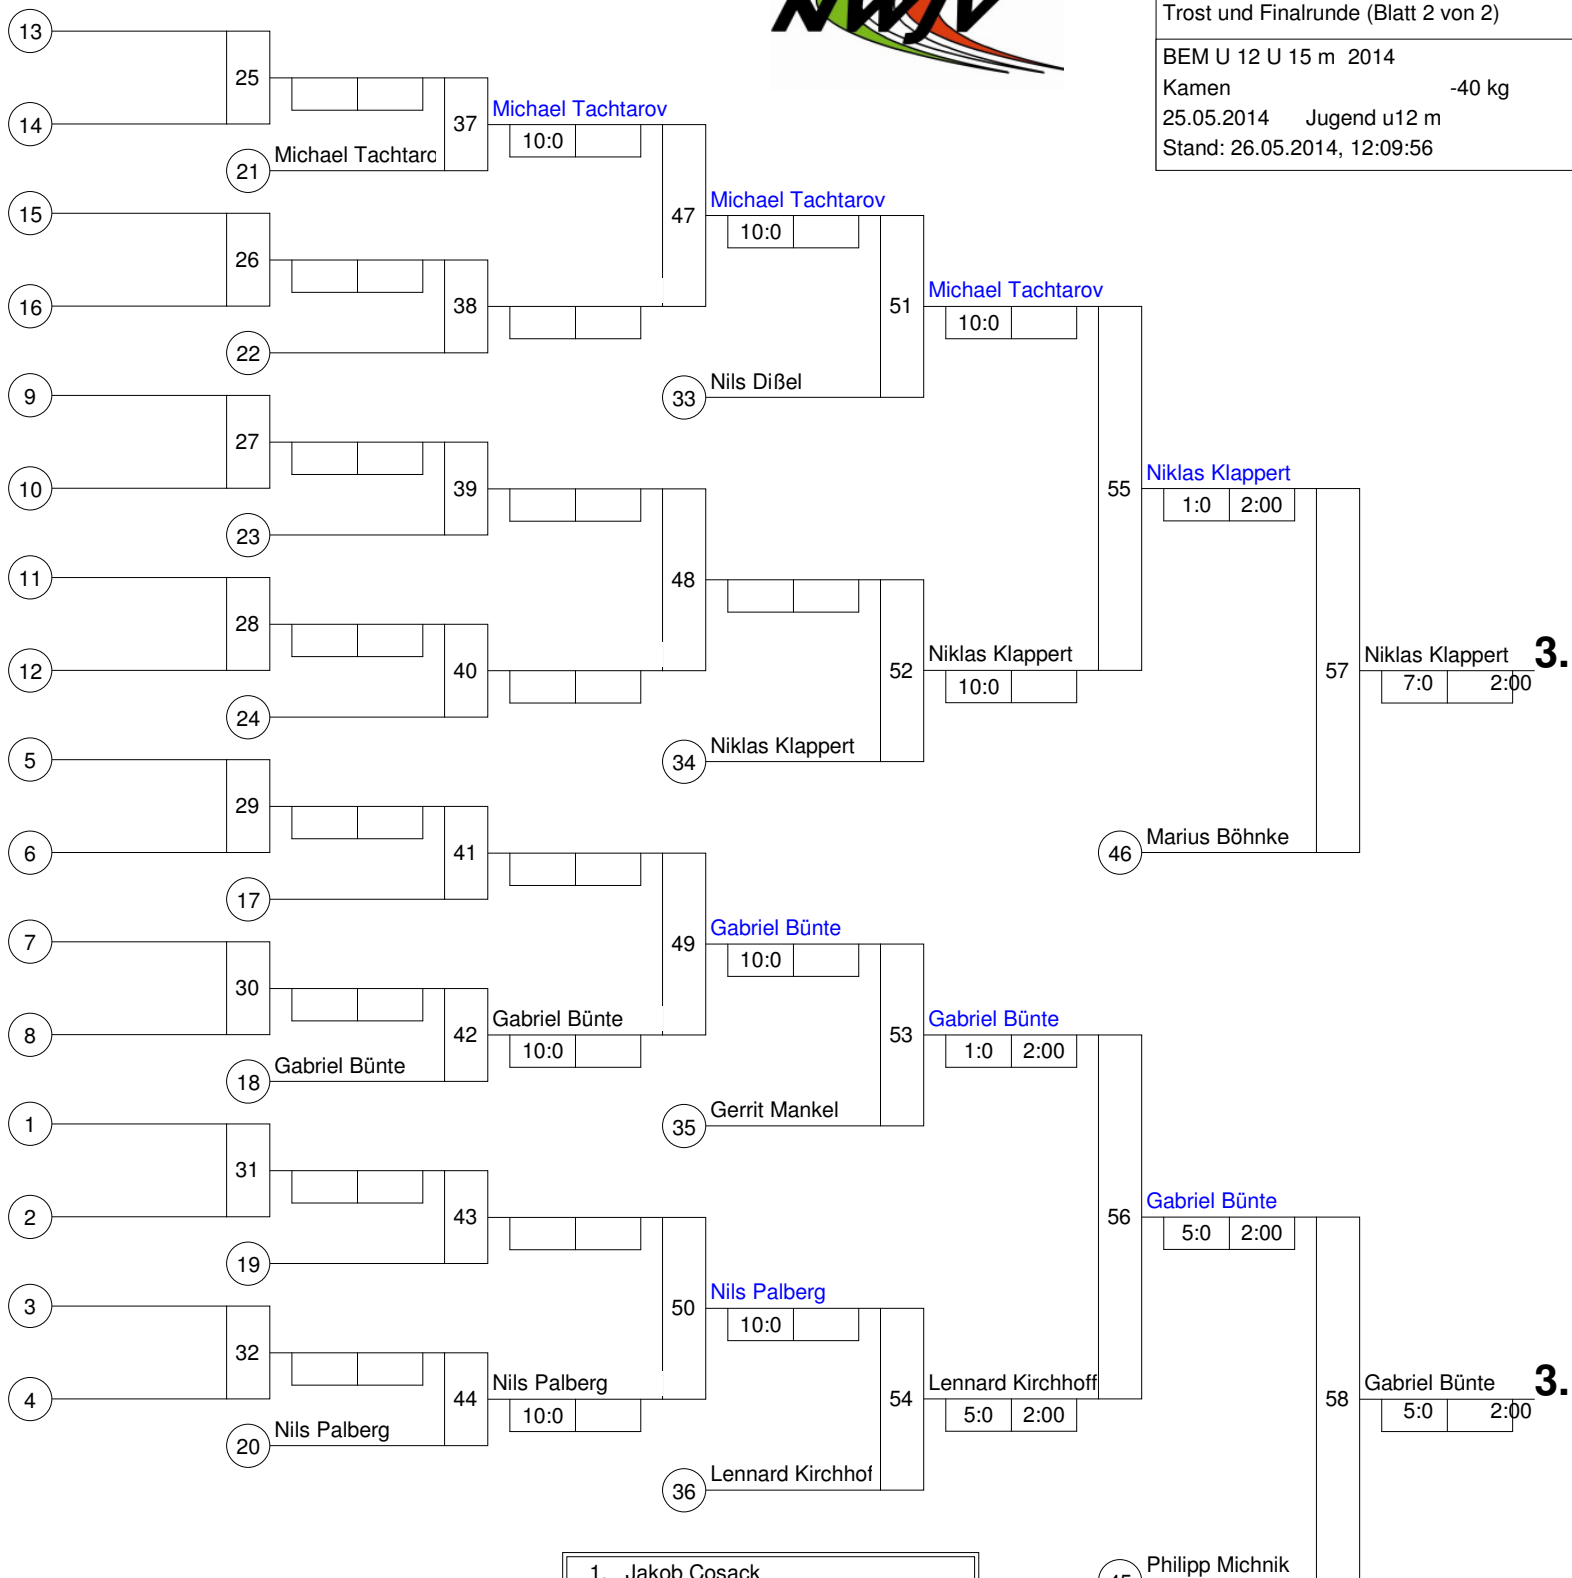 NWJV
Trost und Finalrunde (Blatt 2 von 2)
BEM U 12 U 15 m 2014
Kamen -40 kg
25.05.2014 Jugend u12 m
Stand: 26.05.2014, 12:09:56
13
25
14
37
Michael Tachtarov
10:0
21
Michael Tachtaro
15
47
Michael Tachtarov
10:0
26
16
38
51
Michael Tachtarov
10:0
22
9
33
Nils Dißel
27
10
39
55
Niklas Klappert
1:0 2:00
23
11
48
28
12
40
52
Niklas Klappert
10:0
57
Niklas Klappert 3.
7:0 2:00
24
5
34
Niklas Klappert
29
6
41
46
Marius Böhnke
17
7
49
Gabriel Bünte
10:0
30
8
42
Gabriel Bünte
10:0
53
Gabriel Bünte
1:0 2:00
18
Gabriel Bünte
1
35
Gerrit Mankel
31
2
43
56
Gabriel Bünte
5:0 2:00
19
3
50
Nils Palberg
10:0
32
4
44
Nils Palberg
10:0
54
Lennard Kirchhoff
5:0 2:00
58
Gabriel Bünte 3.
5:0 2:00
20
Nils Palberg
36
Lennard Kirchhof
1. Jakob Cosack
45
Philipp Michnik